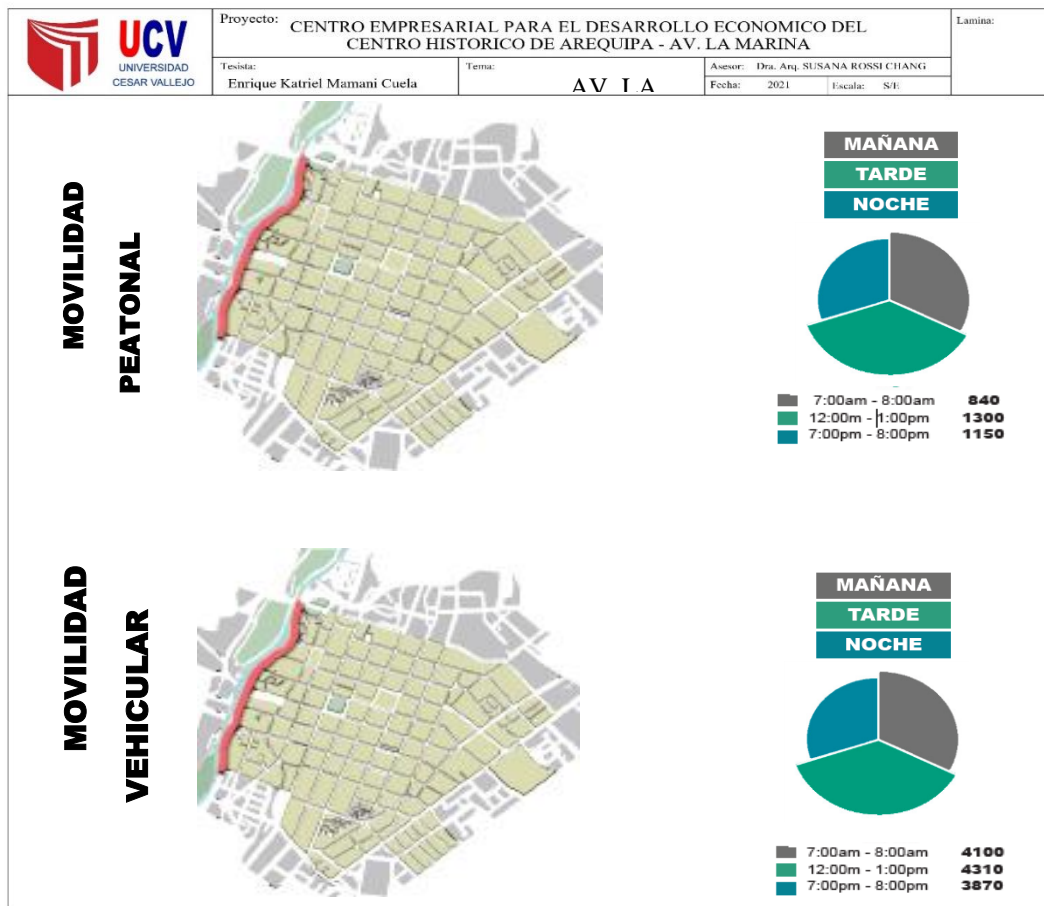 UCV
UNIVERSIDAD
CESAR VALLEJO
Proyecto:
CENTRO EMPRESARIAL PARA EL DESARROLLO ECONOMICO DEL
CENTRO HISTORICO DE AREQUIPA - AV. LA MARINA
Lamina:
Tesista:
Enrique Katriel Mamani Cuela
Tema:
AV. LA
Asesor: Dra. Arq. SUSANA ROSSI CHANG
Fecha: 2021 Escala: S/E
MOVILIDAD
PEATONAL
MAÑANA
TARDE
NOCHE
7:00am - 8:00am 840
12:00m - 1:00pm 1300
7:00pm - 8:00pm 1150
MOVILIDAD
VEHICULAR
MAÑANA
TARDE
NOCHE
7:00am - 8:00am 4100
12:00m - 1:00pm 4310
7:00pm - 8:00pm 3870